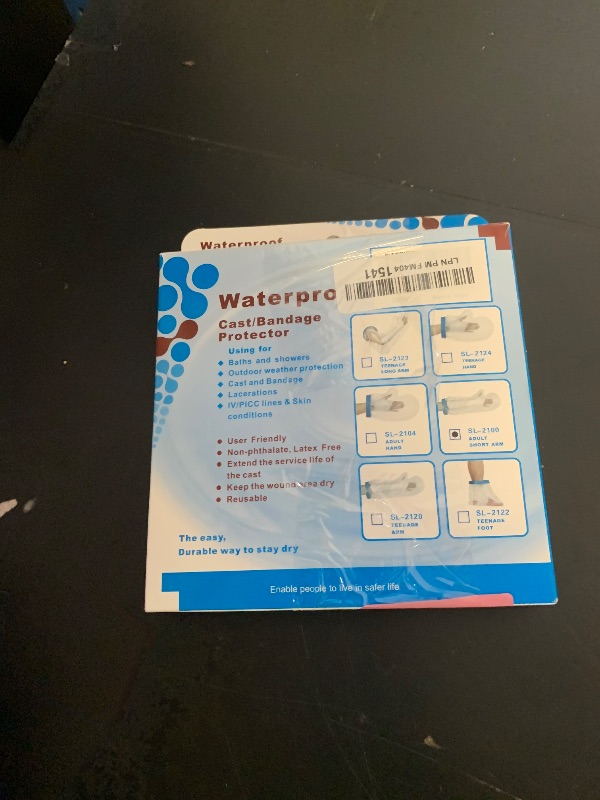 Waterproof
LPN PM FM4041541
Waterpro
Cast/Bandage
Protector
Using for
Baths and showers
Outdoor weather protection
Cast and Bandage
Lacerations
IV/PICC lines & Skin
conditions
User Friendly
Non-phthalate, Latex Free
Extend the service life of
the cast
Keep the wound area dry
Reusable
The easy,
Durable way to stay dry
SL-2123
TEENAGE
LONG ARM
SL-2124
TEENAGE
HAND
SL-2104
ADULT
HAND
SL-2100
ADULT
SHORT ARM
SL-2120
TEENAGE
ARM
SL-2122
TEENAGE
FOOT
Enable people to live in safer life